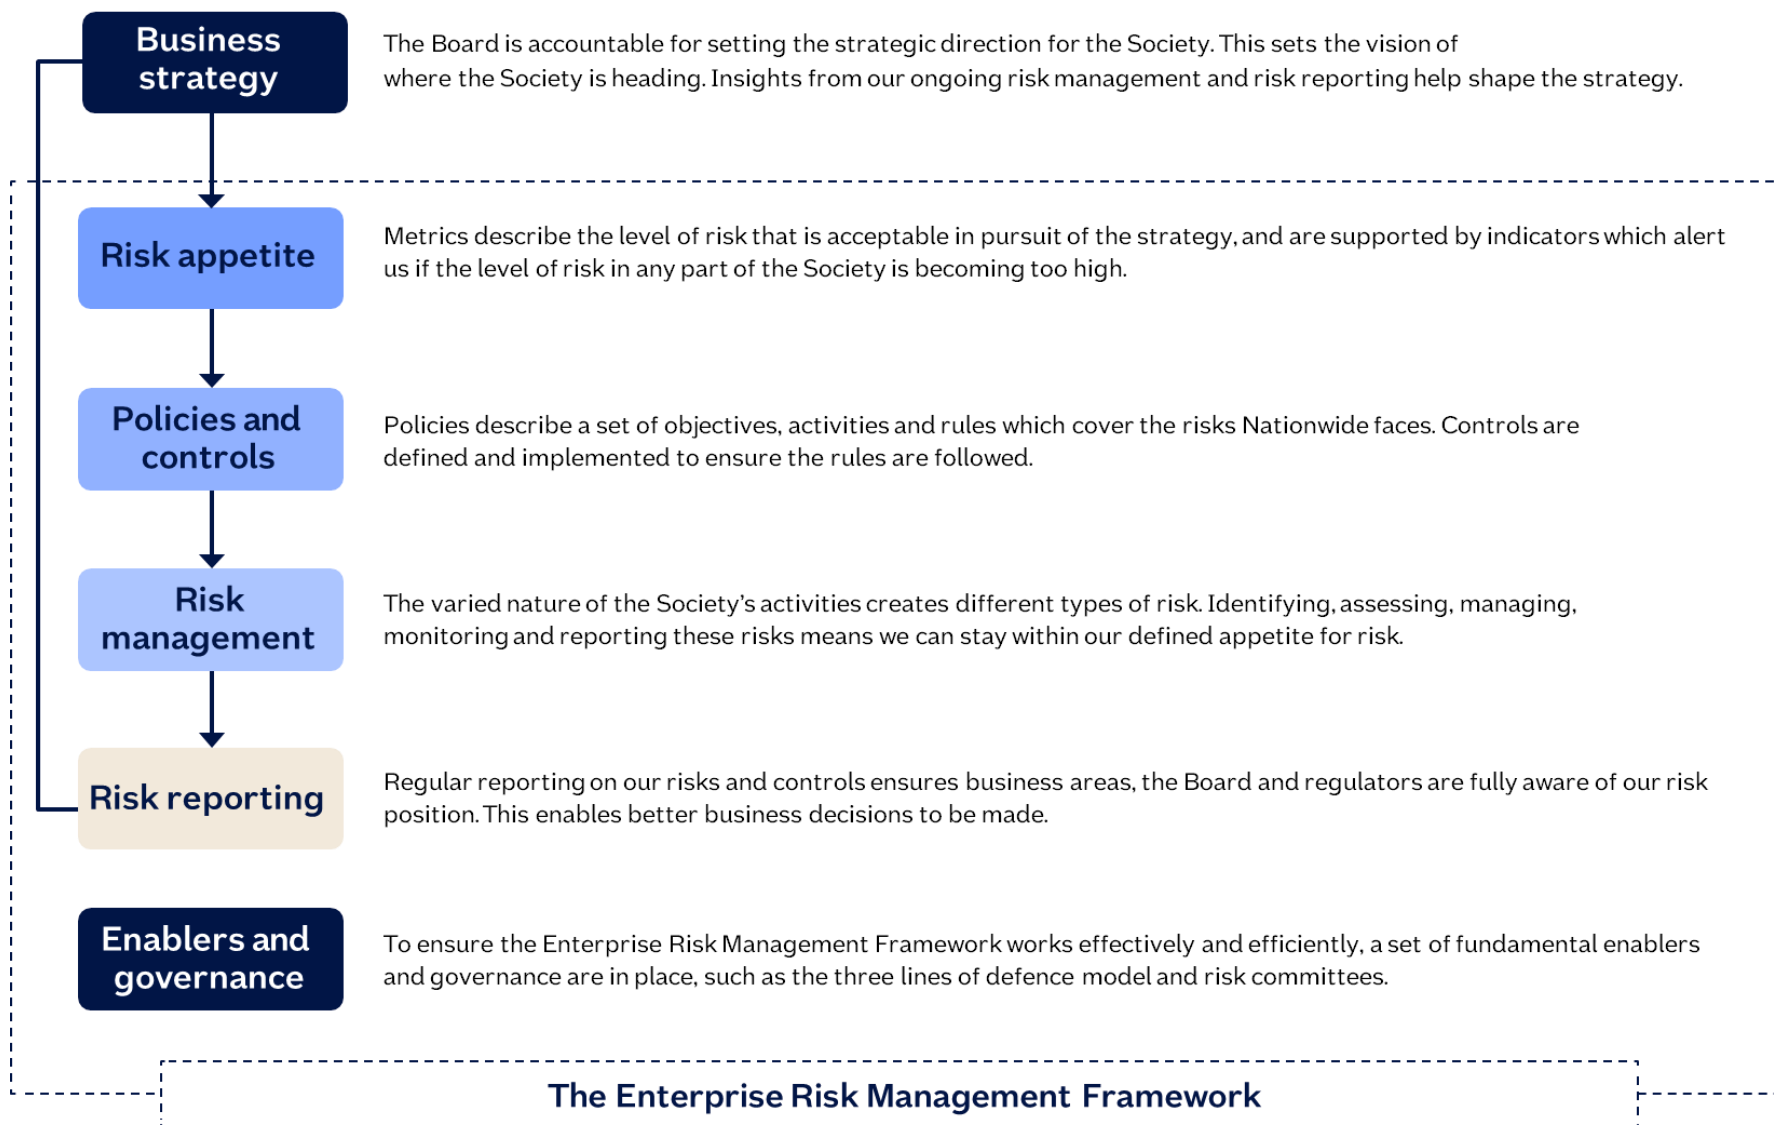 Business
strategy
The Board is accountable for setting the strategic direction for the Society. This sets the vision of
where the Society is heading. Insights from our ongoing risk management and risk reporting help shape the strategy.
Risk appetite
Metrics describe the level of risk that is acceptable in pursuit of the strategy, and are supported by indicators which alert
us if the level of risk in any part of the Society is becoming too high.
Policies and
controls
Policies describe a set of objectives, activities and rules which cover the risks Nationwide faces. Controls are
defined and implemented to ensure the rules are followed.
Risk
management
The varied nature of the Society’s activities creates different types of risk. Identifying, assessing, managing,
monitoring and reporting these risks means we can stay within our defined appetite for risk.
Risk reporting
Regular reporting on our risks and controls ensures business areas, the Board and regulators are fully aware of our risk
position. This enables better business decisions to be made.
Enablers and
governance
To ensure the Enterprise Risk Management Framework works effectively and efficiently, a set of fundamental enablers
and governance are in place, such as the three lines of defence model and risk committees.
The Enterprise Risk Management Framework